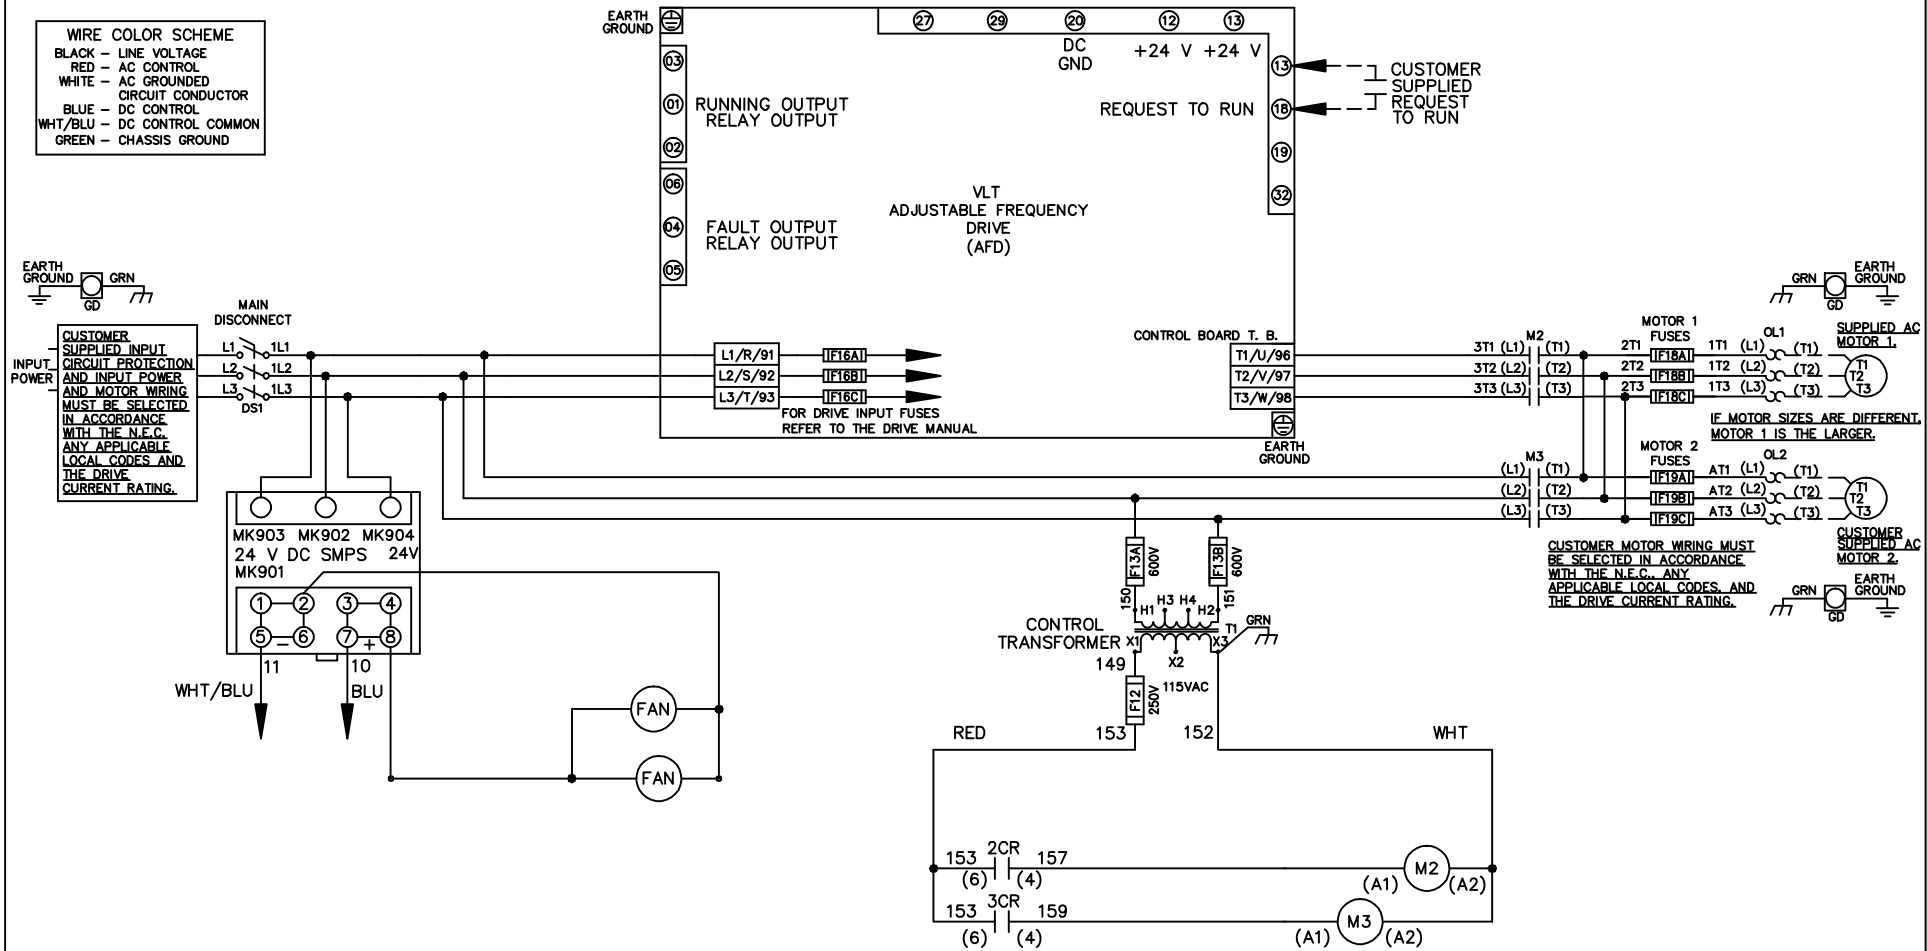 WIRE COLOR SCHEME
BLACK – LINE VOLTAGE
RED – AC CONTROL
WHITE – AC GROUNDED
CIRCUIT CONDUCTOR
BLUE – DC CONTROL
WHT/BLU – DC CONTROL COMMON
GREEN – CHASSIS GROUND
EARTH
GROUND
27
29
20
12
13
DC
GND
+24 V
+24 V
03
01
02
RUNNING OUTPUT
RELAY OUTPUT
06
04
05
FAULT OUTPUT
RELAY OUTPUT
VLT
ADJUSTABLE FREQUENCY
DRIVE
(AFD)
REQUEST TO RUN
13
18
19
32
CUSTOMER
SUPPLIED
REQUEST
TO RUN
EARTH
GROUND
GRN
GD
INPUT
POWER
CUSTOMER
SUPPLIED INPUT
CIRCUIT PROTECTION
AND INPUT POWER
AND MOTOR WIRING
MUST BE SELECTED
IN ACCORDANCE
WITH THE N.E.C.
ANY APPLICABLE
LOCAL CODES AND
THE DRIVE
CURRENT RATING.
MAIN
DISCONNECT
L1 1L1
L2 1L2
L3 1L3
DS1
L1/R/91 F16A
L2/S/92 F16B
L3/T/93 F16C
FOR DRIVE INPUT FUSES
REFER TO THE DRIVE MANUAL
CONTROL BOARD T. B.
T1/U/96
T2/V/97
T3/W/98
EARTH
GROUND
M2
3T1 (L1) (T1)
3T2 (L2) (T2)
3T3 (L3) (T3)
MOTOR 1
FUSES
2T1 F18A 1T1 (L1) (T1)
2T2 F18B 1T2 (L2) (T2)
2T3 F18C 1T3 (L3) (T3)
OL1
T1
T2
T3
GRN
GD
EARTH
GROUND
SUPPLIED AC
MOTOR 1.
IF MOTOR SIZES ARE DIFFERENT,
MOTOR 1 IS THE LARGER.
M3
(L1) (T1)
(L2) (T2)
(L3) (T3)
MOTOR 2
FUSES
F19A AT1 (L1) (T1)
F19B AT2 (L2) (T2)
F19C AT3 (L3) (T3)
OL2
T1
T2
T3
CUSTOMER
SUPPLIED AC
MOTOR 2.
CUSTOMER MOTOR WIRING MUST
BE SELECTED IN ACCORDANCE
WITH THE N.E.C., ANY
APPLICABLE LOCAL CODES, AND
THE DRIVE CURRENT RATING.
GRN
GD
EARTH
GROUND
MK903 MK902 MK904
24 V DC SMPS 24V
MK901
1 2 3 4
5 – 6 7 + 8
11
10
WHT/BLU
BLU
FAN
FAN
F13A
600V
F13B
600V
150
151
H1 H3 H4 H2
CONTROL
TRANSFORMER
T1
GRN
X1
X2
X3
149
115VAC
F12
250V
153
152
RED
WHT
153 2CR 157
(6) (4)
M2
(A1) (A2)
153 3CR 159
(6) (4)
M3
(A1) (A2)